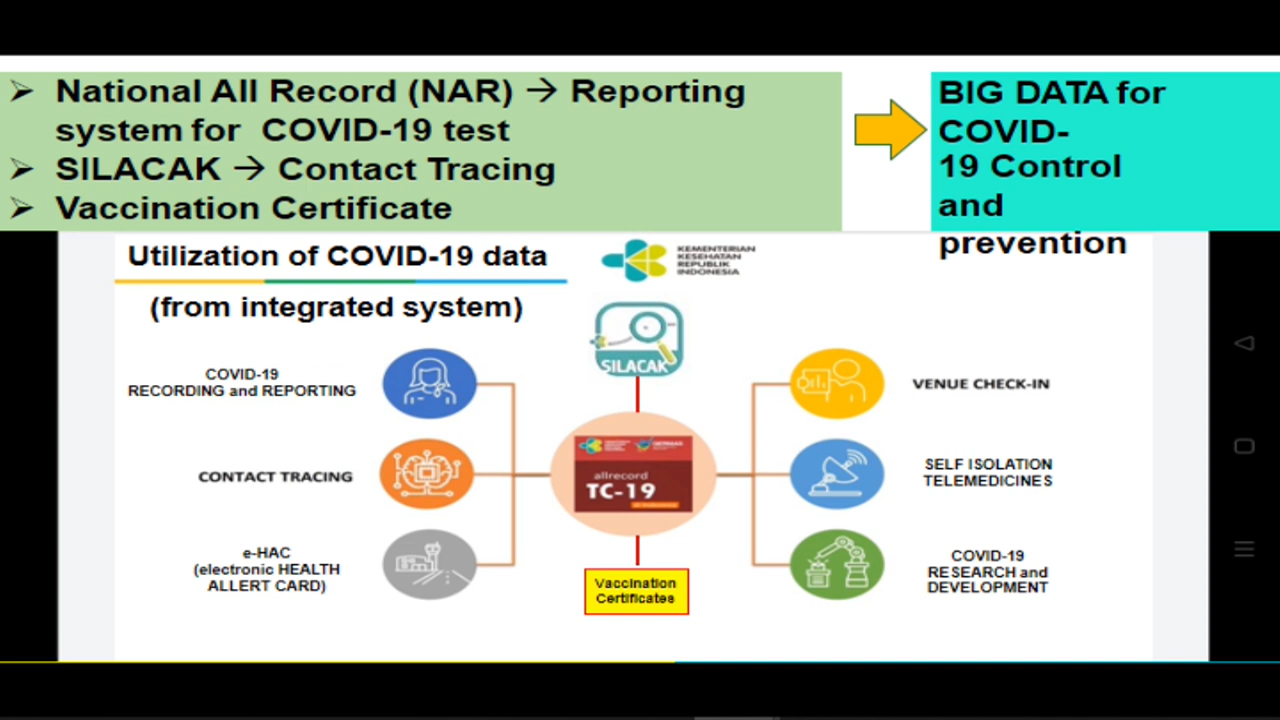 National All Record (NAR) → Reporting
system for COVID-19 test
SILACAK → Contact Tracing
Vaccination Certificate
BIG DATA for
COVID-
19 Control
and
prevention
Utilization of COVID-19 data
(from integrated system)
KEMENTERIAN
KESEHATAN
REPUBLIK
INDONESIA
SILACAK
COVID-19
RECORDING and REPORTING
CONTACT TRACING
e-HAC
(electronic HEALTH
ALLERT CARD)
allrecord
TC-19
Vaccination
Certificates
VENUE CHECK-IN
SELF ISOLATION
TELEMEDICINES
COVID-19
RESEARCH and
DEVELOPMENT